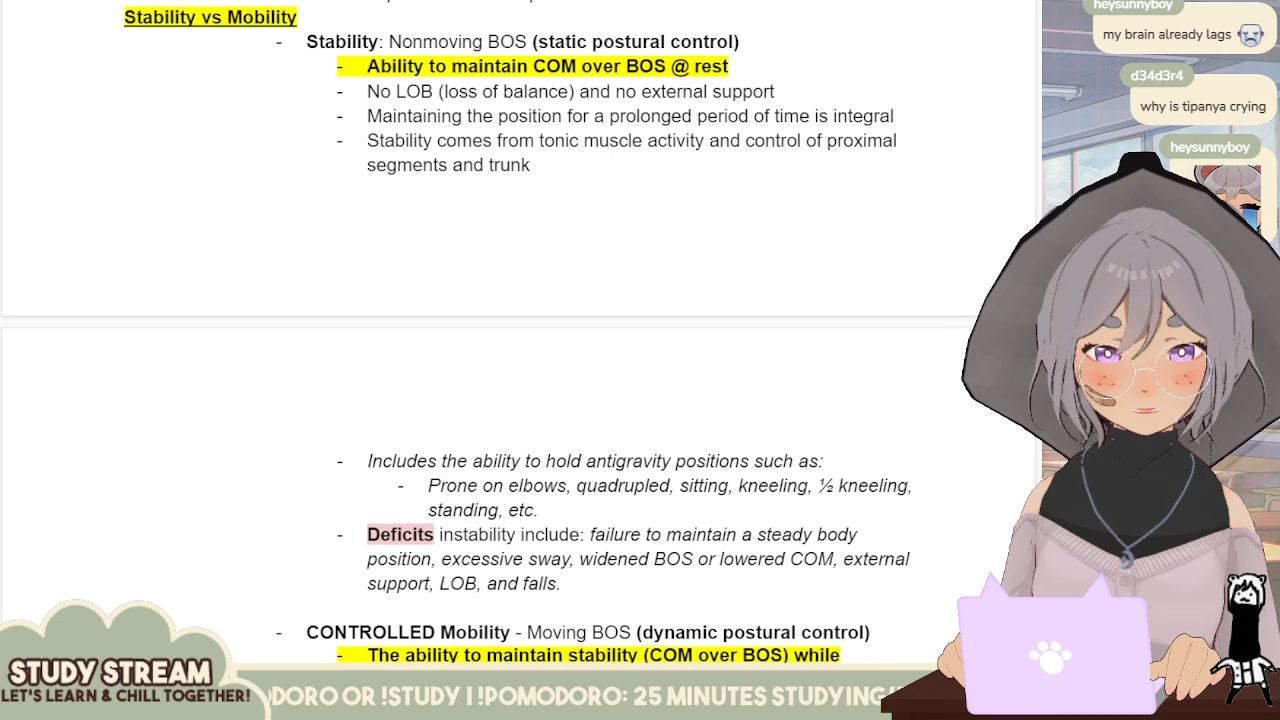 Stability vs Mobility
- Stability: Nonmoving BOS (static postural control)
- Ability to maintain COM over BOS @ rest
- No LOB (loss of balance) and no external support
- Maintaining the position for a prolonged period of time is integral
- Stability comes from tonic muscle activity and control of proximal
segments and trunk
- Includes the ability to hold antigravity positions such as:
- Prone on elbows, quadrupled, sitting, kneeling, ½ kneeling,
standing, etc.
- Deficits instability include: failure to maintain a steady body
position, excessive sway, widened BOS or lowered COM, external
support, LOB, and falls.
- CONTROLLED Mobility - Moving BOS (dynamic postural control)
- The ability to maintain stability (COM over BOS) while
heysunnyboy
my brain already lags
d34d3r4
why is tipanya crying
heysunnyboy
STUDY STREAM
LET'S LEARN & CHILL TOGETHER!
DORO OR !STUDY | !POMODORO: 25 MINUTES STUDYING